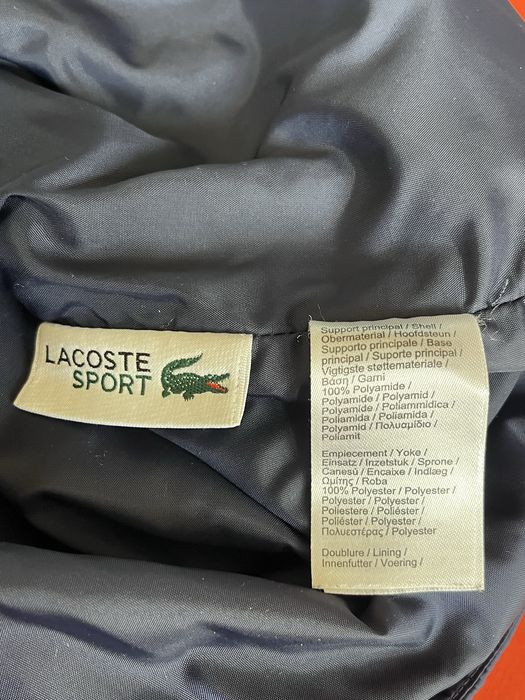 LACOSTE
SPORT
Support principal / Shell /
Obermaterial / Hoofdsteun /
Supporto principale / Base
principal / Suporte principal /
Vigtigste støttemateriale /
Βάση / Garni
100% Polyamide /
Polyamide / Polyamid /
Polyamide / Poliammidica /
Poliamida / Poliamida /
Polyamid / Πολυαμίδιο /
Poliamit
Empiecement / Yoke /
Einsatz / Inzetstuk / Sprone /
Canesú / Encaixe / Indlæg /
Ωμίτης / Roba
100% Polyester / Polyester /
Polyester / Polyester /
Poliestere / Poliéster /
Poliéster / Polyester /
Πολυεστέρας / Polyester
Doublure / Lining /
Innenfutter / Voering /